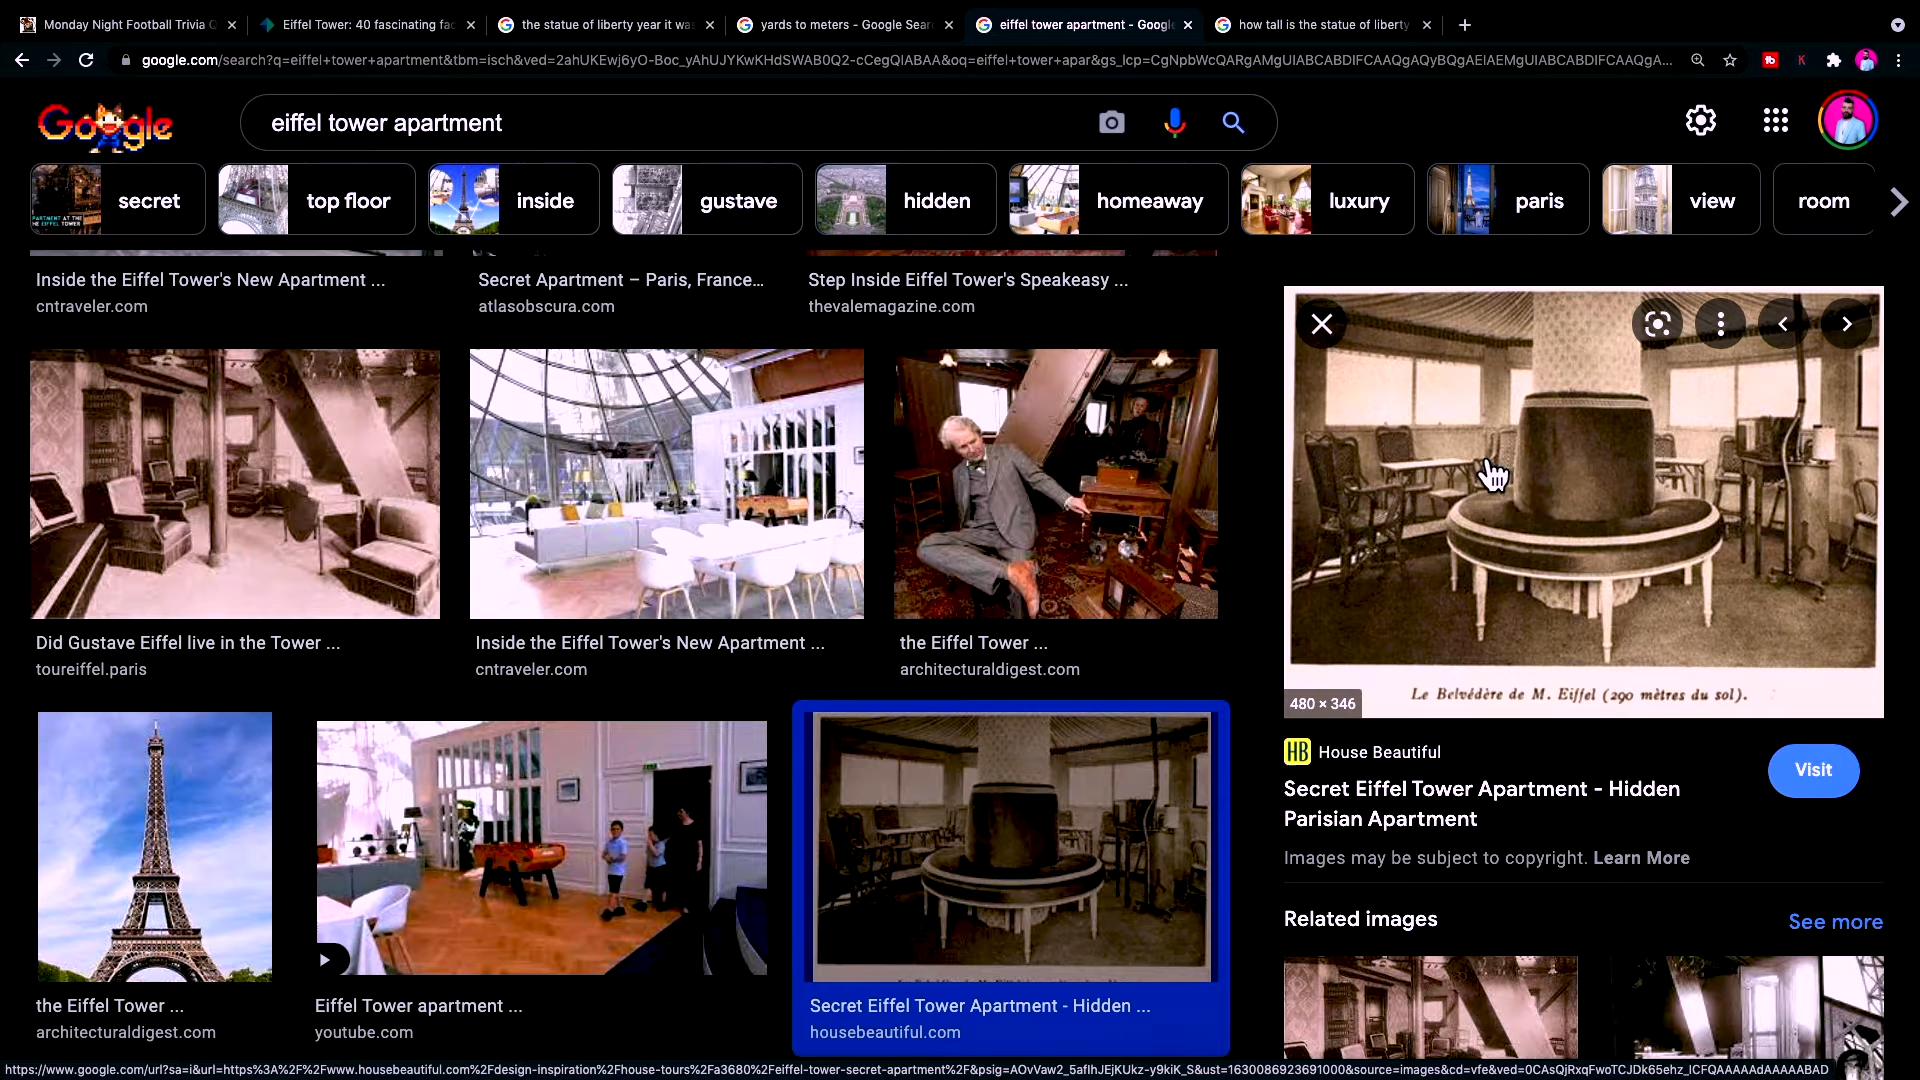 Monday Night Football Trivia Q
Eiffel Tower: 40 fascinating fac
the statue of liberty year it wa
yards to meters - Google Sear
eiffel tower apartment - Google
how tall is the statue of liberty
google.com/search?q=eiffel+tower+apartment&tbm=isch&ved=2ahUKEwj6yO-Boc_yAhUJYKwKHdSWAB0Q2-cCegQIABAA&oq=eiffel+tower+apar&gs_lcp=CgNpbWcQARgAMgUIABCABDIFCAAQgAQyBQgAEIAEMgUIABCABDIFCAAQgA...
Google
eiffel tower apartment
secret
top floor
inside
gustave
hidden
homeaway
luxury
paris
view
room
Inside the Eiffel Tower's New Apartment ...
cntraveler.com
Secret Apartment – Paris, France…
atlasobscura.com
Step Inside Eiffel Tower's Speakeasy ...
thevalemagazine.com
Did Gustave Eiffel live in the Tower ...
toureiffel.paris
Inside the Eiffel Tower's New Apartment ...
cntraveler.com
the Eiffel Tower ...
architecturaldigest.com
the Eiffel Tower ...
architecturaldigest.com
Eiffel Tower apartment ...
youtube.com
Secret Eiffel Tower Apartment - Hidden ...
housebeautiful.com
Le Belvédère de M. Eiffel (290 mètres du sol).
480 × 346
HB House Beautiful
Secret Eiffel Tower Apartment - Hidden
Parisian Apartment
Visit
Images may be subject to copyright. Learn More
Related images
See more
https://www.google.com/url?sa=i&url=https%3A%2F%2Fwww.housebeautiful.com%2Fdesign-inspiration%2Fhouse-tours%2Fa3680%2Feiffel-tower-secret-apartment%2F&psig=AOvVaw2_5aflhJEjKUkz-y9kiK_S&ust=1630086923691000&source=images&cd=vfe&ved=0CAsQjRxqFwoTCJDk65ehz_ICFQAAAAAdAAAAABAD